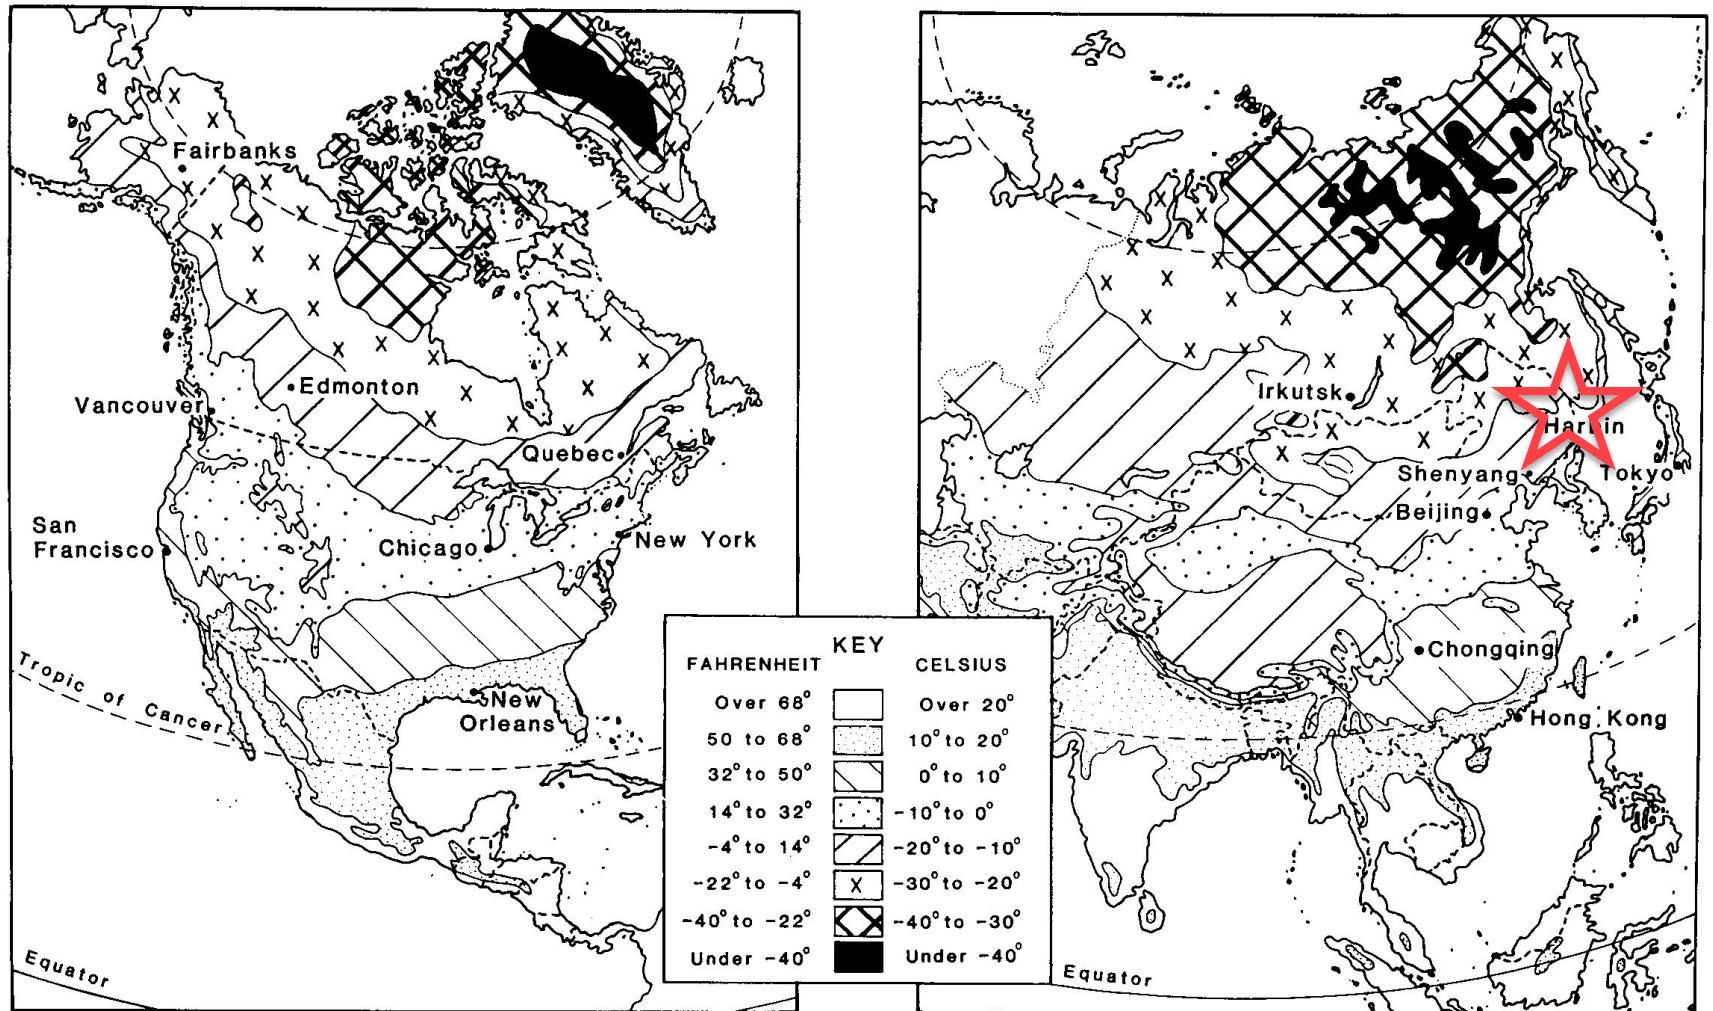 Fairbanks
Edmonton
Vancouver
Quebec
San
Francisco
Chicago
New York
New
Orleans
Tropic of Cancer
Equator
Irkutsk
Harbin
Shenyang
Tokyo
Beijing
Chongqing
Hong Kong
Equator
KEY
FAHRENHEIT CELSIUS
Over 68° Over 20°
50 to 68° 10° to 20°
32° to 50° 0° to 10°
14° to 32° -10° to 0°
-4° to 14° -20° to -10°
-22° to -4° X -30° to -20°
-40° to -22° -40° to -30°
Under -40° Under -40°